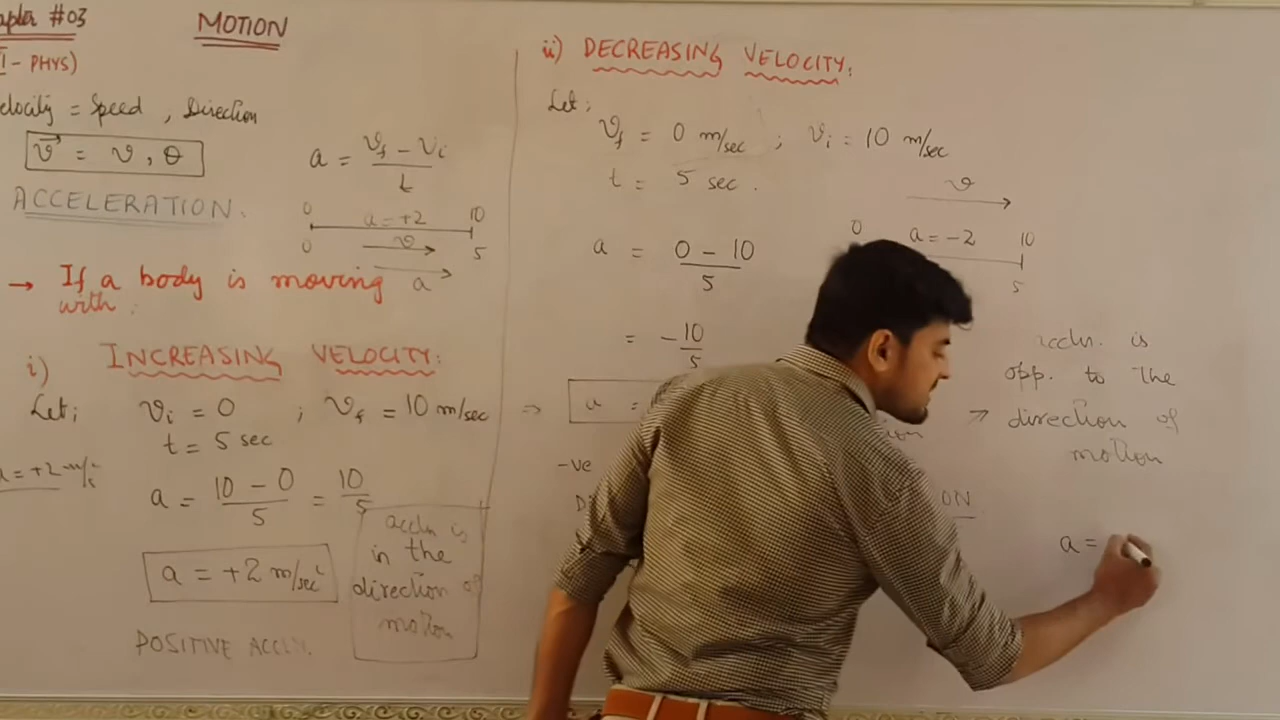 #03
MOTION
I - PHYS)
= Speed , Direction
v⃗ = v , θ
a = vf - vi
t
ACCELERATION.
0 a = +2 10
0 v 5
a
→ If a body is moving
with :
i) INCREASING VELOCITY:
Let; vi = 0 ; vf = 10 m/sec ⇒
t = 5 sec
a = 10 - 0 = 10
5 5
a = +2 m/sec²
POSITIVE ACCLN.
accln is
in the
direction of
motion
ii) DECREASING VELOCITY:
Let ;
vf = 0 m/sec ; vi = 10 m/sec
t = 5 sec .
v
0 a = -2 10
5
a = 0 - 10
5
= - 10
5
a =
-ve
accln. is
opp. to the
⇒ direction of
motion
ON
a =